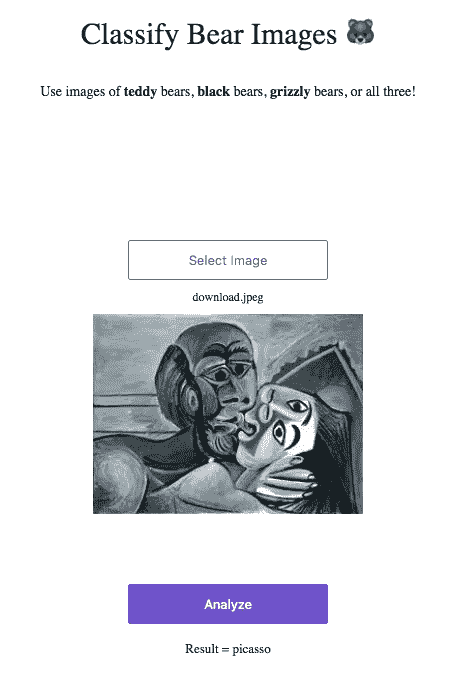 Classify Bear Images 🐻
Use images of teddy bears, black bears, grizzly bears, or all three!
Select Image
download.jpeg
Analyze
Result = picasso